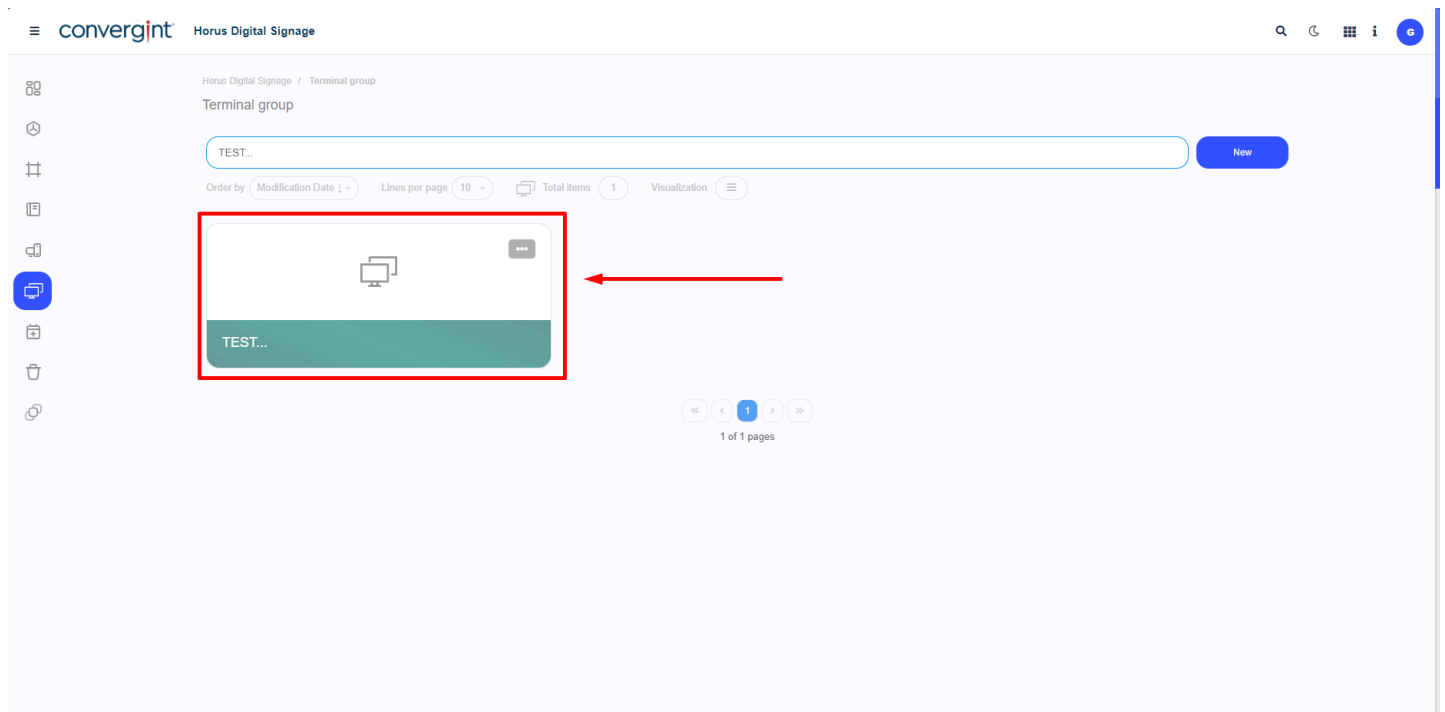 convergint Horus Digital Signage G
Horus Digital Signage / Terminal group
Terminal group
TEST... New
Order by Modification Date ↓ Lines per page 10 Total items 1 Visualization
TEST...
« < 1 > »
1 of 1 pages